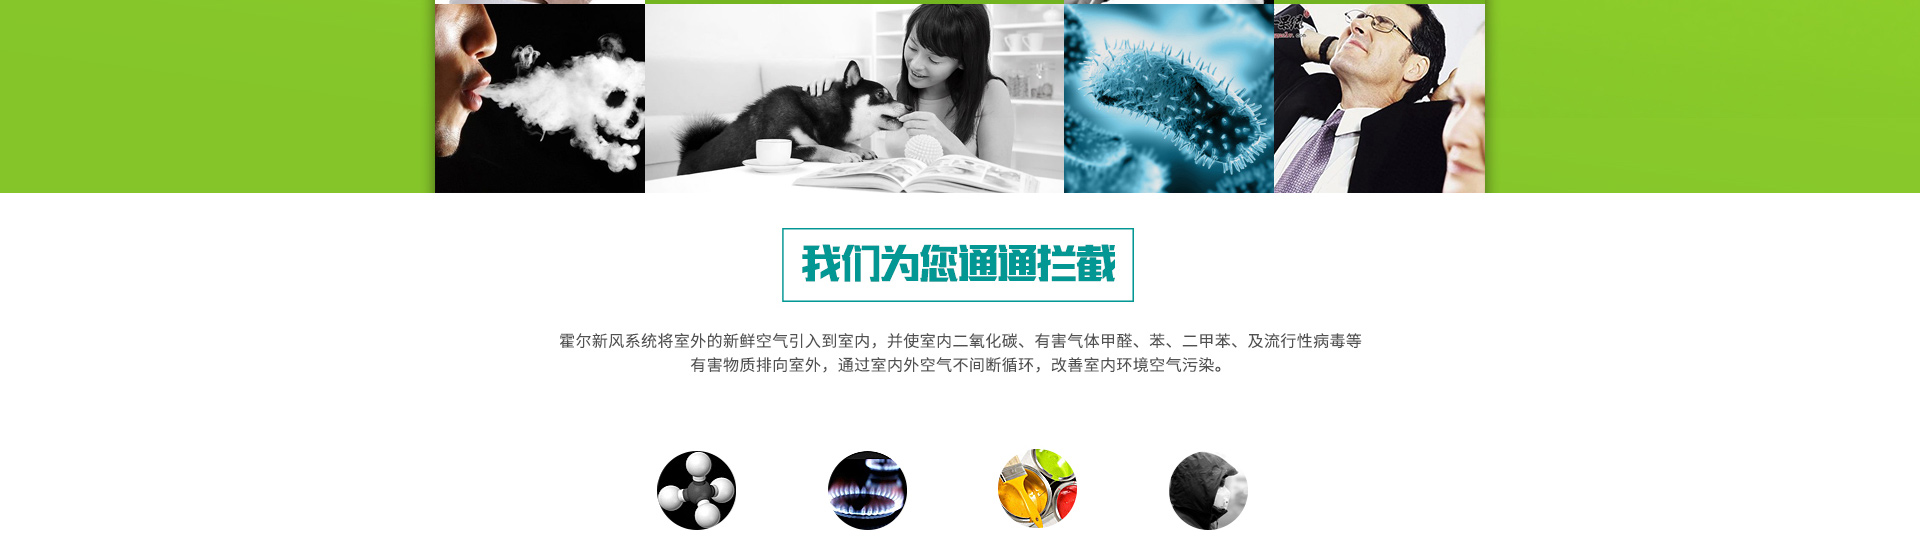 我们为您通通拦截
霍尔新风系统将室外的新鲜空气引入到室内，并使室内二氧化碳、有害气体甲醛、苯、二甲苯、及流行性病毒等
有害物质排向室外，通过室内外空气不间断循环，改善室内环境空气污染。